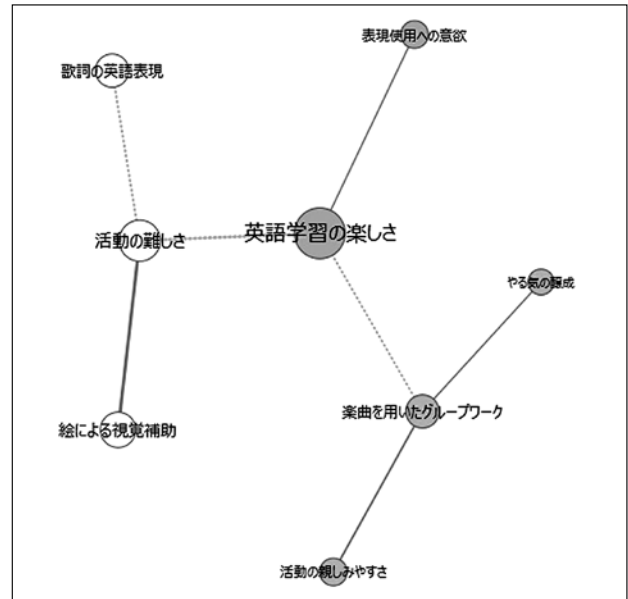 表現使用への意欲
歌詞の英語表現
英語学習の楽しさ
活動の難しさ
やる気の醸成
楽曲を用いたグループワーク
絵による視覚補助
活動の親しみやすさ